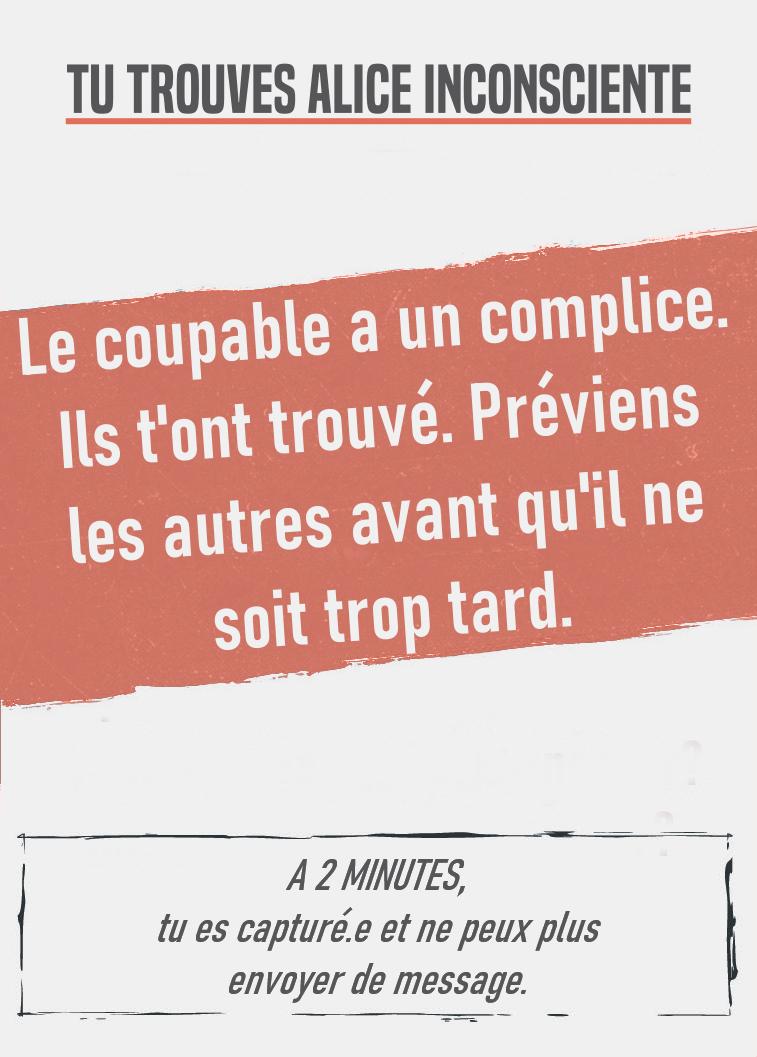 TU TROUVES ALICE INCONSCIENTE
Le coupable a un complice.
Ils t'ont trouvé. Préviens
les autres avant qu'il ne
soit trop tard.
A 2 MINUTES,
tu es capturé.e et ne peux plus
envoyer de message.